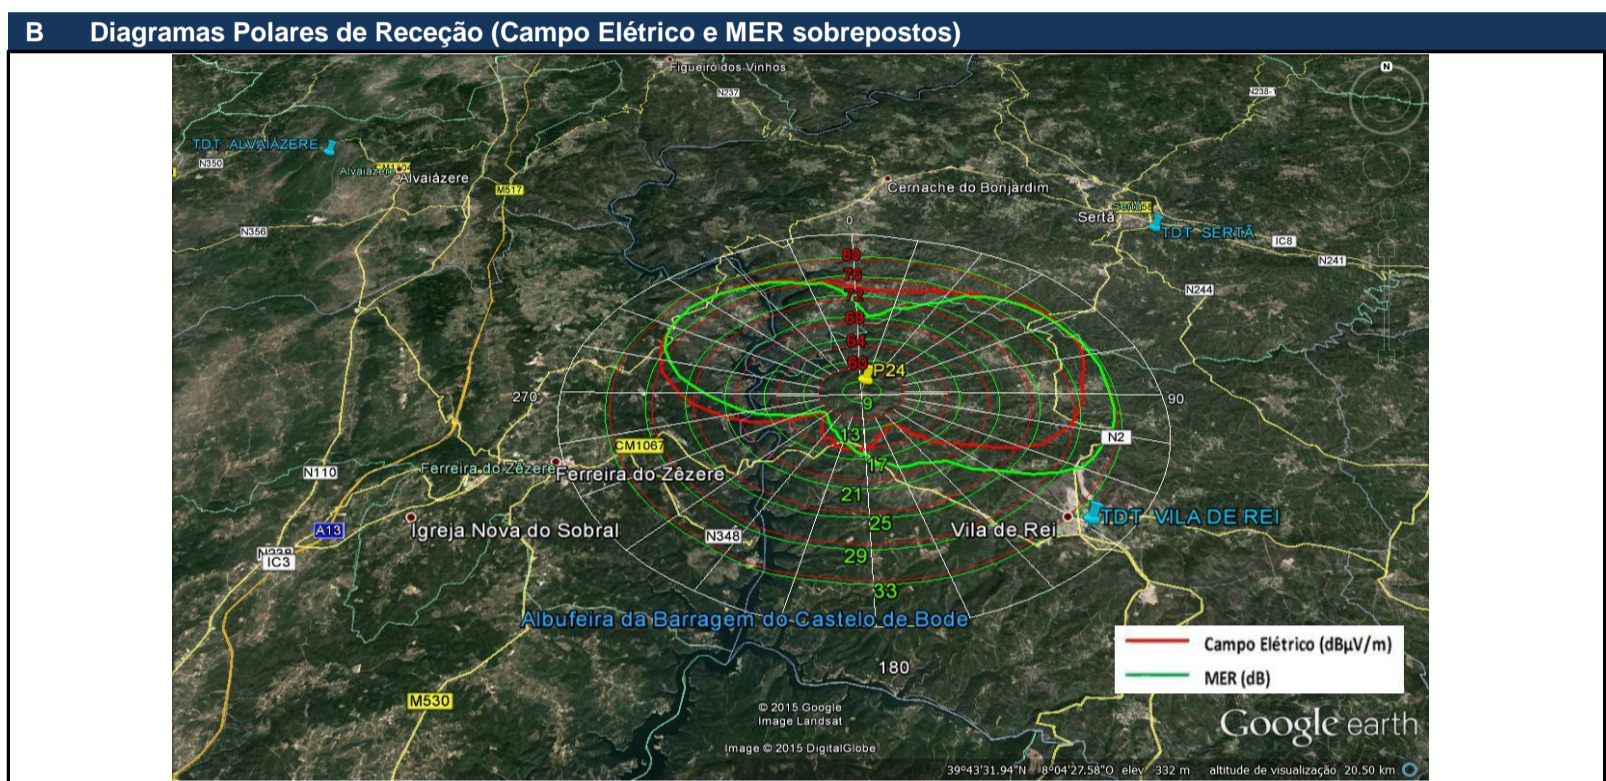 B Diagramas Polares de Receção (Campo Elétrico e MER sobrepostos)
Figueiró dos Vinhos
N
N237
N238-1
TDT ALVAIÁZERE
N350
Alvaiázere
Alvaiázere
M517
Cernache do Bonjardim
Sertã
TDT SERTÃ
0
N356
IC8
N241
80
76
N244
72
68
64
60
P24
270
9
90
13
N2
CM1067
17
Ferreira do Zêzere
Ferreira do Zêzere
N110
21
A13
Igreja Nova do Sobral
N348
25
Vila de Rei
TDT VILA DE REI
N238
IC3
29
33
Albufeira da Barragem do Castelo de Bode
Campo Elétrico (dBµV/m)
180
MER (dB)
M530
© 2015 Google
Image Landsat
Google earth
Image © 2015 DigitalGlobe
39°43'31.94"N 8°04'27.58"O elev 332 m altitude de visualização 20.50 km